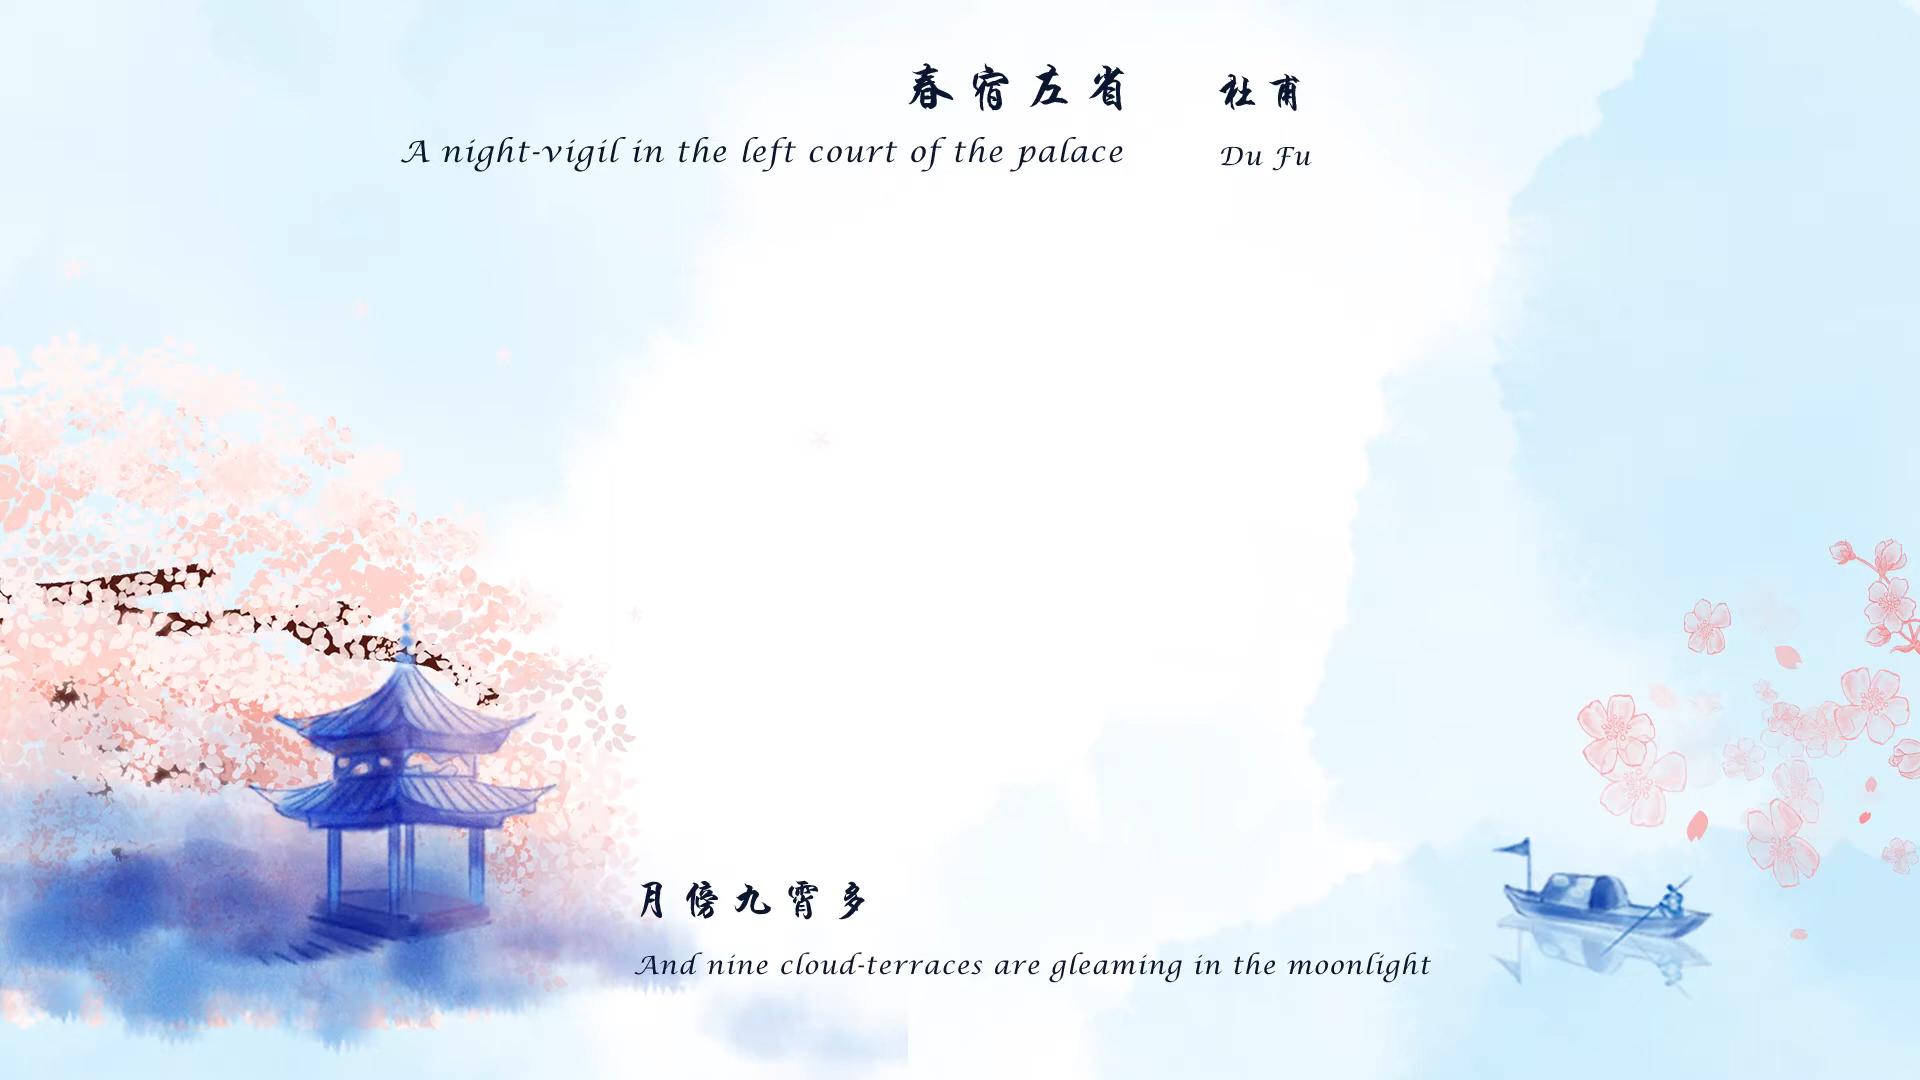 春宿左省 杜甫
A night-vigil in the left court of the palace Du Fu
月傍九霄多
And nine cloud-terraces are gleaming in the moonlight